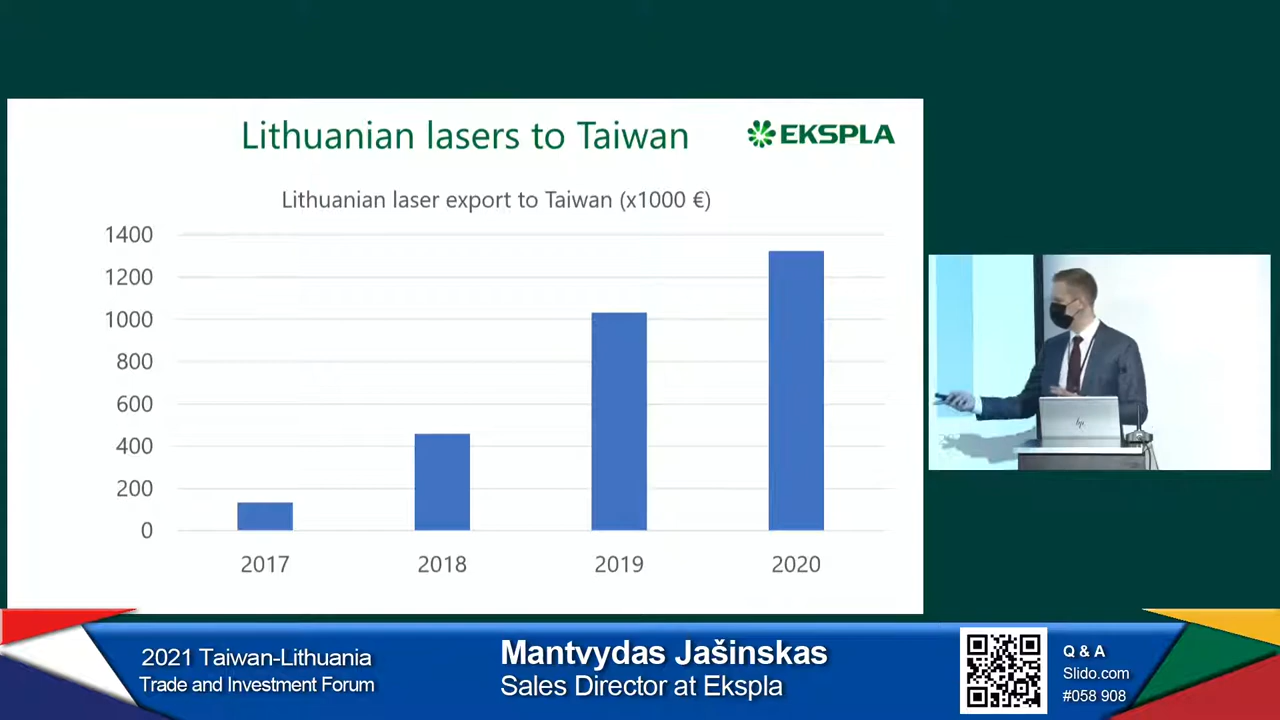 Lithuanian lasers to Taiwan
EKSPLA
Lithuanian laser export to Taiwan (x1000 €)
1400
1200
1000
800
600
400
200
0
2017 2018 2019 2020
hp
2021 Taiwan-Lithuania
Trade and Investment Forum
Mantvydas Jašinskas
Sales Director at Ekspla
Q & A
Slido.com
#058 908